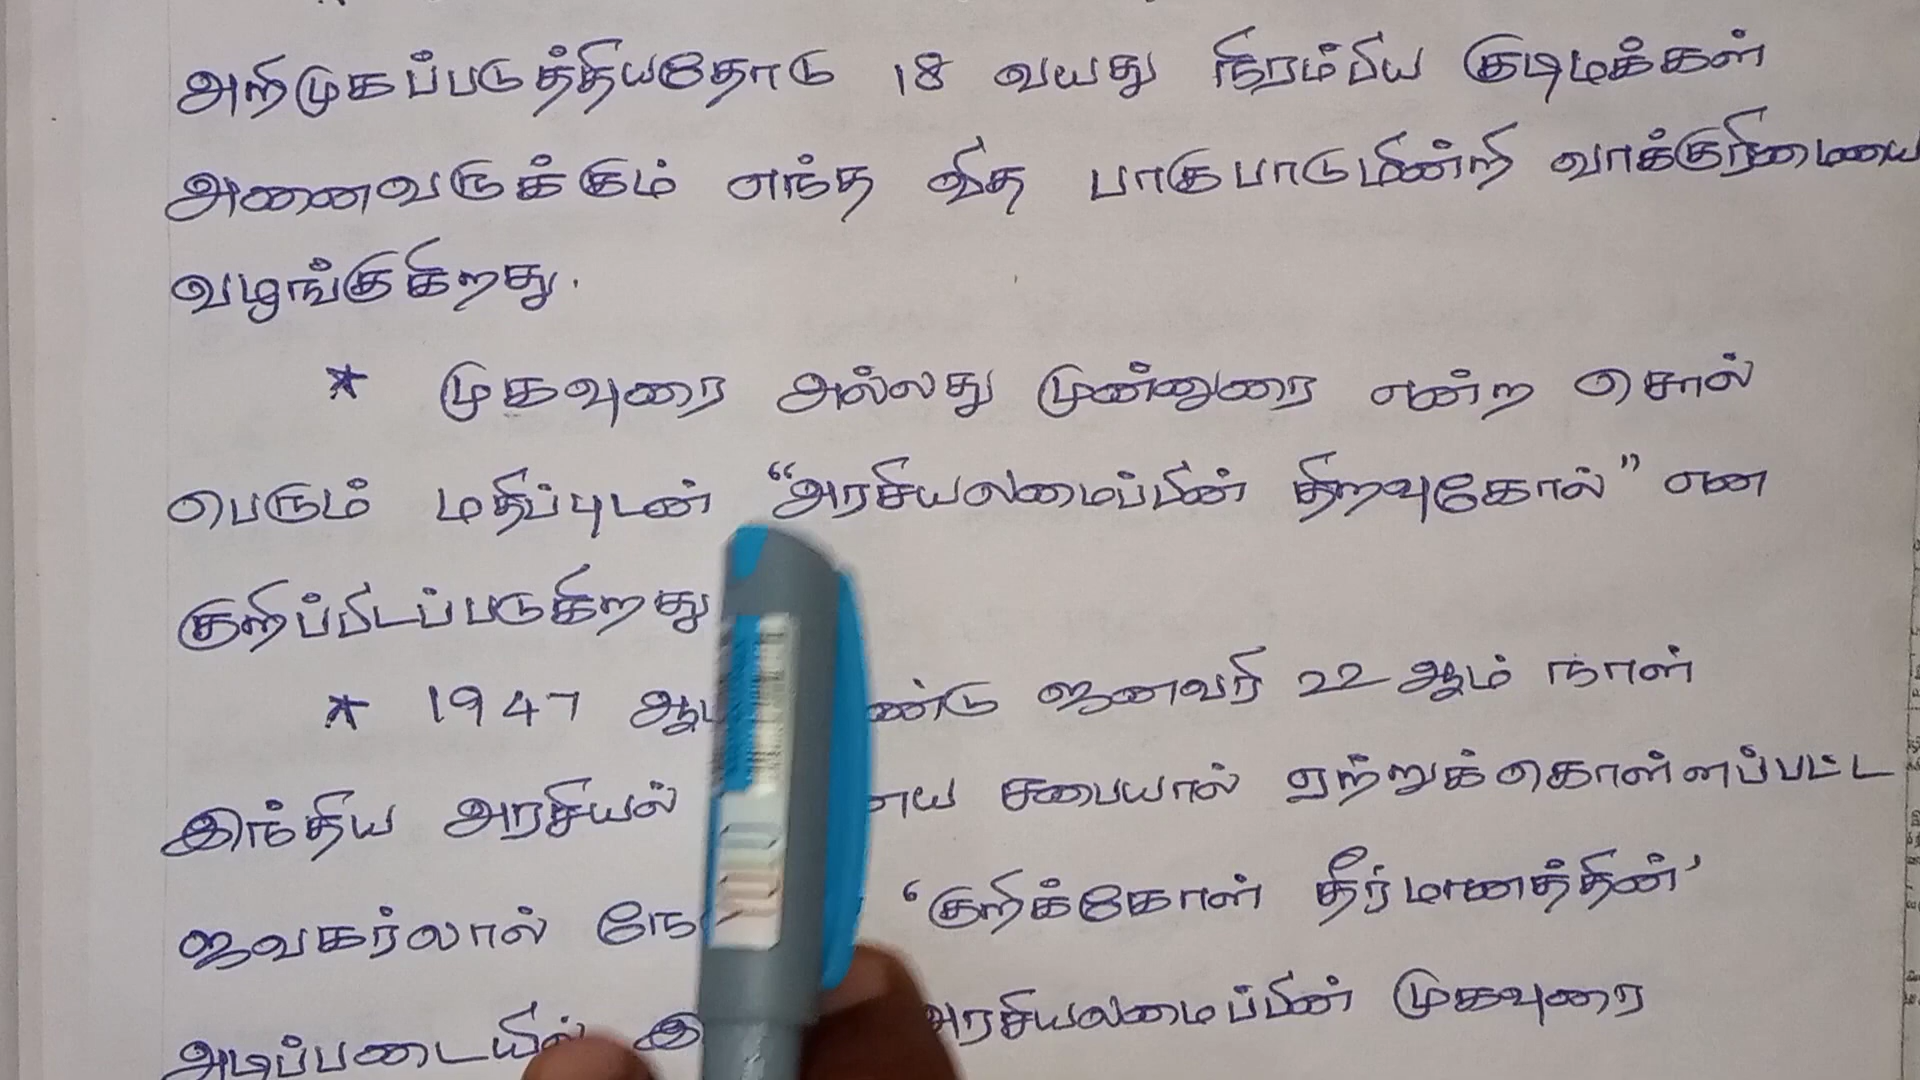 அறிமுகப்படுத்தியதோடு 18 வயது நிரம்பிய குடிமக்கள்
அனைவருக்கும் எந்த வித பாகுபாடுமின்றி வாக்குரிமையை
வழங்குகிறது.
* முகவுரை அல்லது முன்னுரை என்ற சொல்
பெரும் மதிப்புடன் "அரசியலமைப்பின் திறவுகோல்" என
குறிப்பிடப்படுகிறது
* 1947 ண்டு ஜனவரி 22 ஆம் நாள்
இந்திய அரசியல் சபையால் ஏற்றுக்கொள்ளப்பட்ட
ஜவகர்லால் 'குறிக்கோள் தீர்மானத்தின்'
அடிப்படையில் அரசியலமைப்பின் முகவுரை